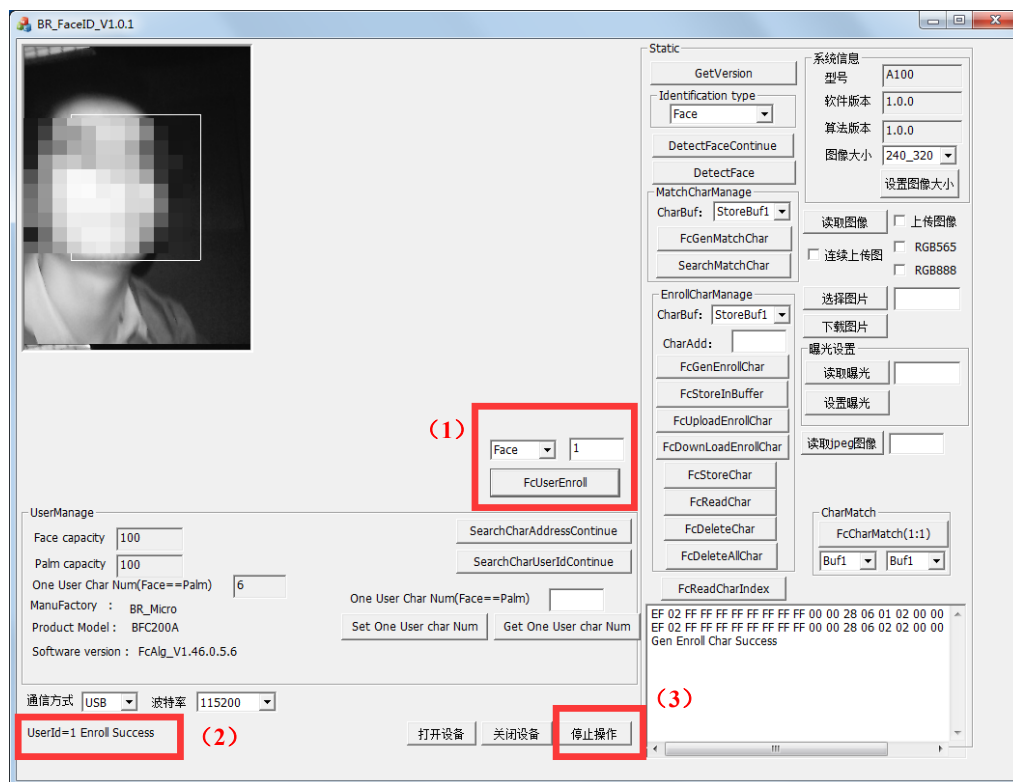 BR_FaceID_V1.0.1
Static
GetVersion
Identification type
Face
DetectFaceContinue
DetectFace
MatchCharManage
CharBuf: StoreBuf1
FcGenMatchChar
SearchMatchChar
EnrollCharManage
CharBuf: StoreBuf1
CharAdd:
FcGenEnrollChar
FcStoreInBuffer
FcUploadEnrollChar
FcDownLoadEnrollChar
FcStoreChar
FcReadChar
FcDeleteChar
FcDeleteAllChar
FcReadCharIndex
系统信息
型号 A100
软件版本 1.0.0
算法版本 1.0.0
图像大小 240_320
设置图像大小
读取图像 上传图像
连续上传图 RGB565
RGB888
选择图片
下载图片
曝光设置
读取曝光
设置曝光
读取jpeg图像
CharMatch
FcCharMatch(1:1)
Buf1 Buf1
（1）
Face 1
FcUserEnroll
UserManage
Face capacity 100
Palm capacity 100
One User Char Num(Face==Palm) 6
ManuFactory : BR_Micro
Product Model : BFC200A
Software version : FcAlg_V1.46.0.5.6
SearchCharAddressContinue
SearchCharUserIdContinue
One User Char Num(Face==Palm)
Set One User char Num Get One User char Num
EF 02 FF FF FF FF FF FF FF FF 00 00 28 06 01 02 00 00
EF 02 FF FF FF FF FF FF FF FF 00 00 28 06 02 02 00 00
Gen Enroll Char Success
通信方式 USB 波特率 115200
UserId=1 Enroll Success （2）
打开设备 关闭设备 停止操作
（3）